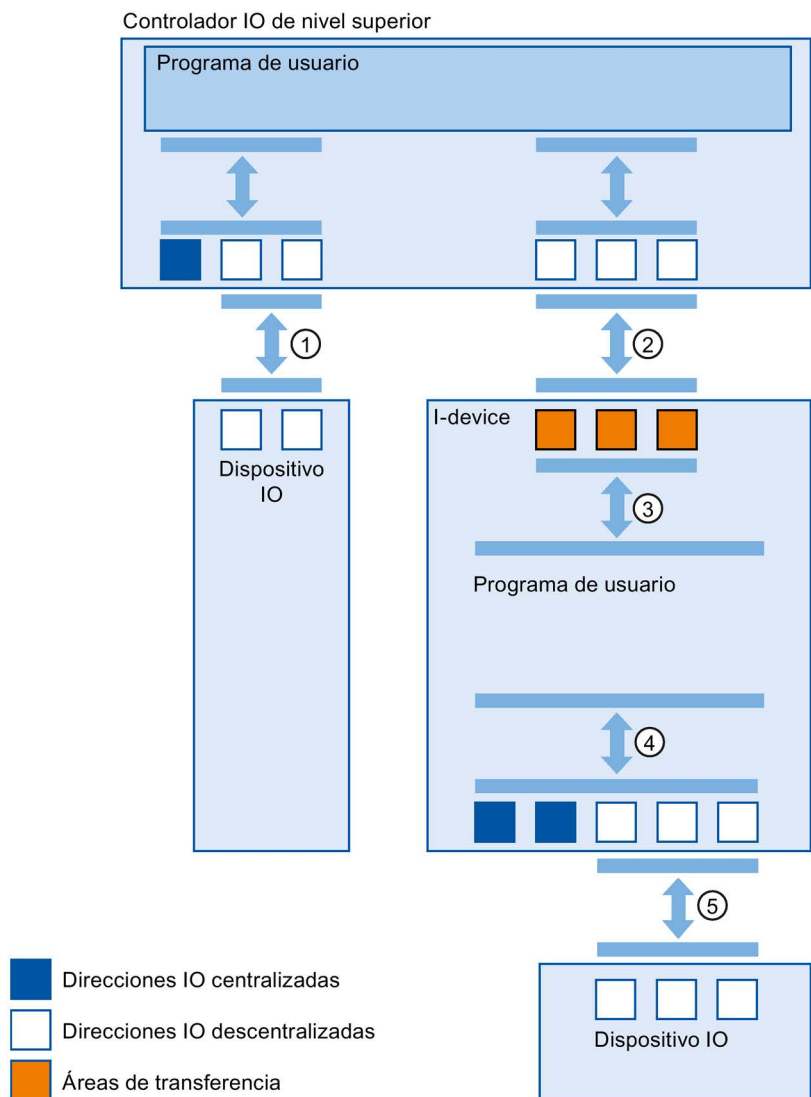 Controlador IO de nivel superior
Programa de usuario
1
2
I-device
Dispositivo
IO
3
Programa de usuario
4
5
Direcciones IO centralizadas
Direcciones IO descentralizadas
Dispositivo IO
Áreas de transferencia